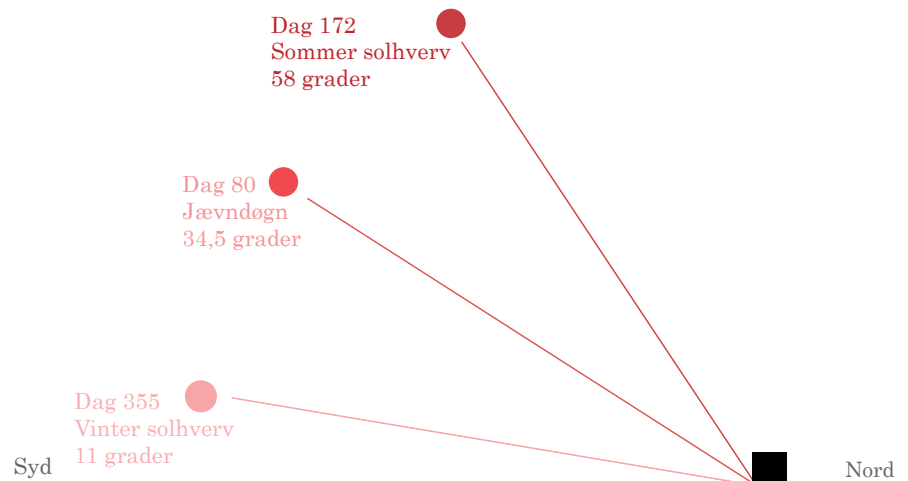 Dag 172
Sommer solhverv
58 grader
Dag 80
Jævndøgn
34,5 grader
Dag 355
Vinter solhverv
11 grader
Syd
Nord